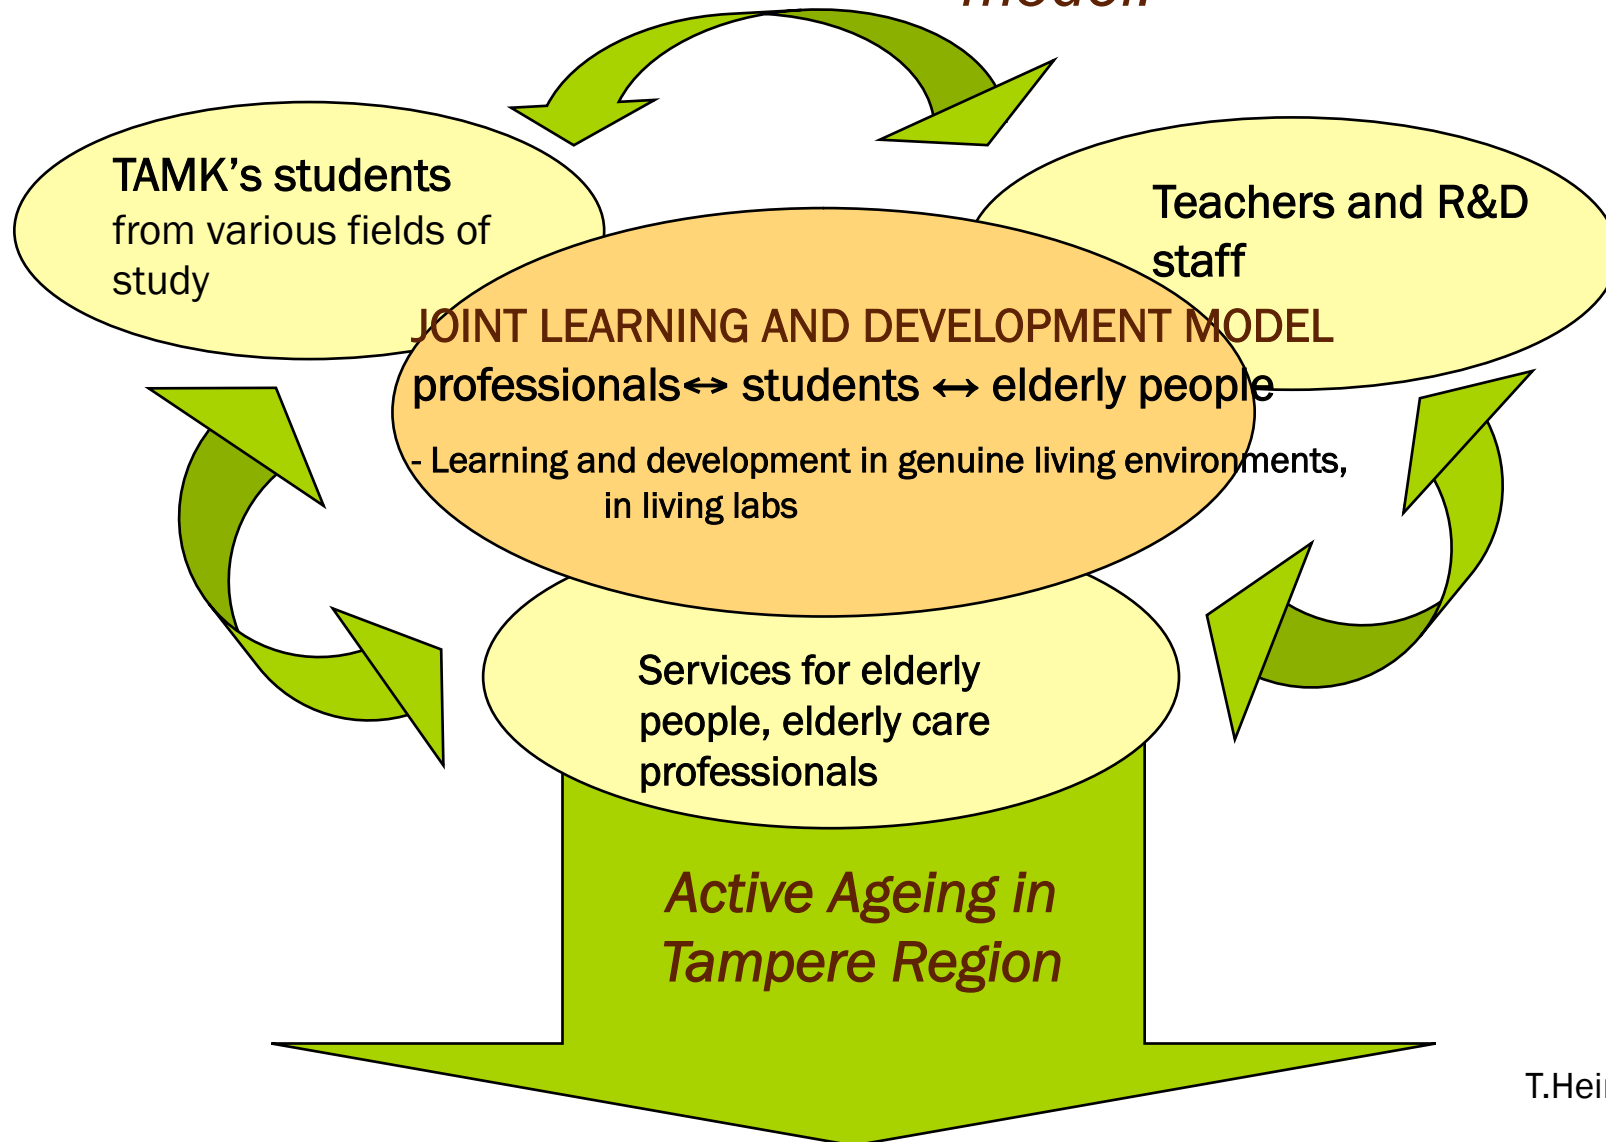 model.
TAMK's students
from various fields of
study
Teachers and R&D
staff
JOINT LEARNING AND DEVELOPMENT MODEL
professionals↔ students ↔ elderly people
- Learning and development in genuine living environments,
in living labs
Services for elderly
people, elderly care
professionals
Active Ageing in
Tampere Region